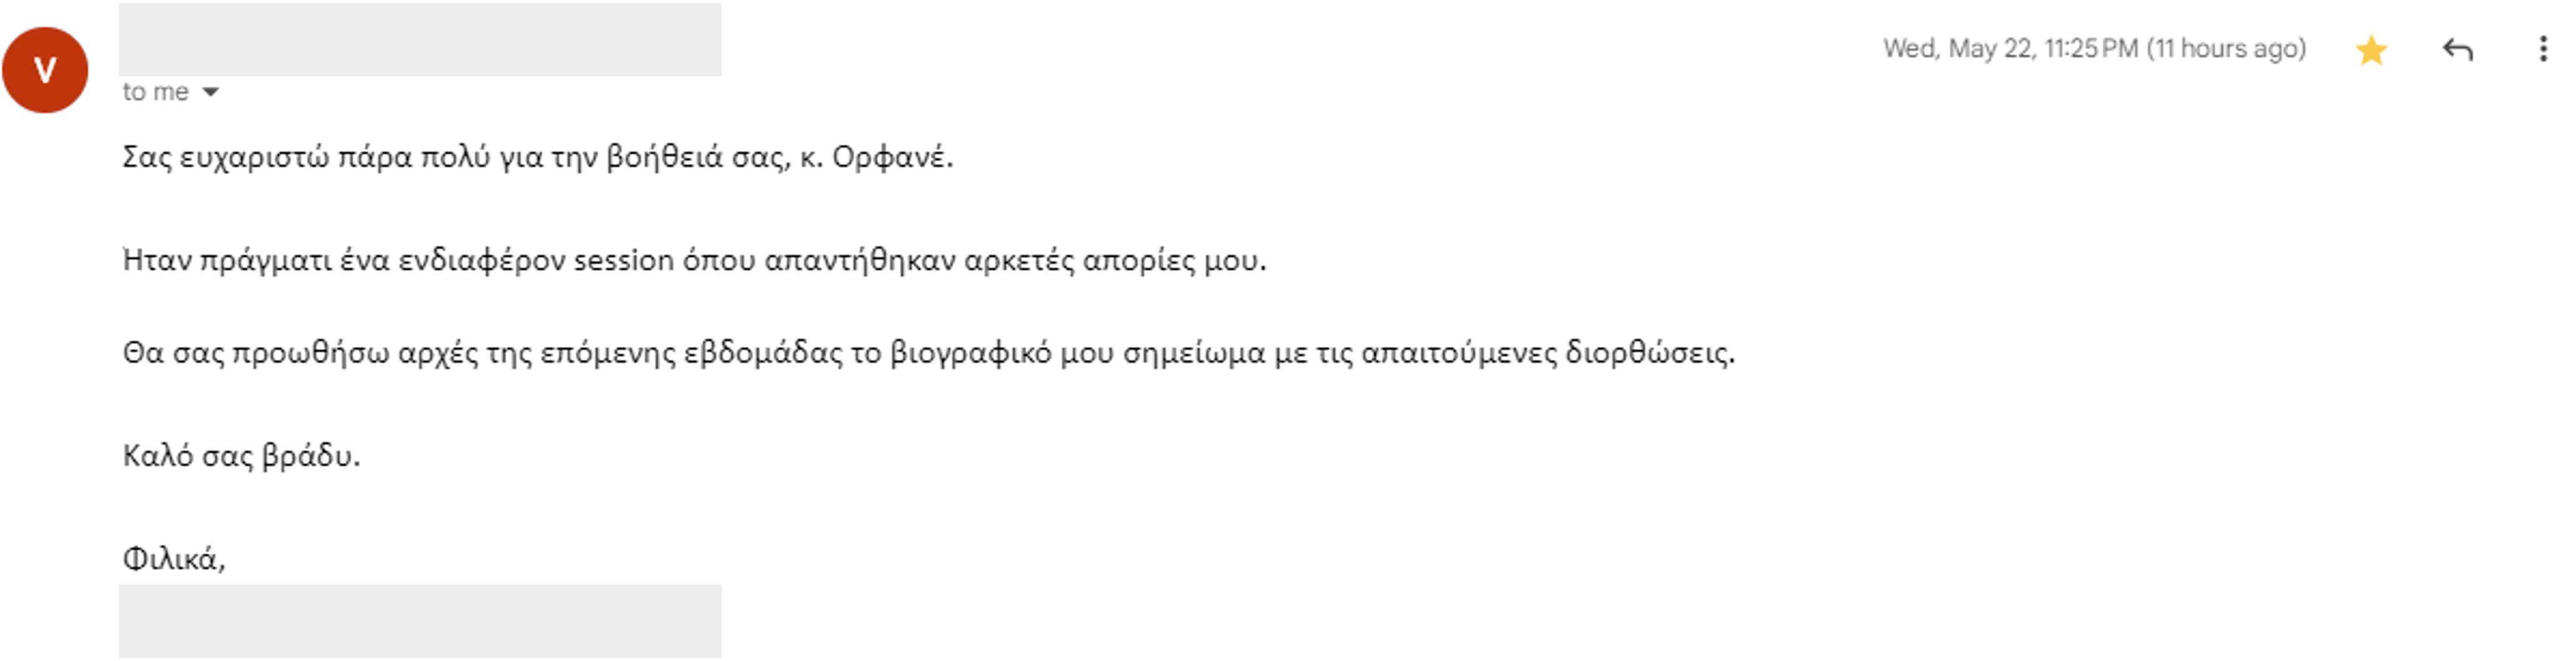 V
Wed, May 22, 11:25 PM (11 hours ago)
to me
Σας ευχαριστώ πάρα πολύ για την βοήθειά σας, κ. Ορφανέ.
Ήταν πράγματι ένα ενδιαφέρον session όπου απαντήθηκαν αρκετές απορίες μου.
Θα σας προωθήσω αρχές της επόμενης εβδομάδας το βιογραφικό μου σημείωμα με τις απαιτούμενες διορθώσεις.
Καλό σας βράδυ.
Φιλικά,